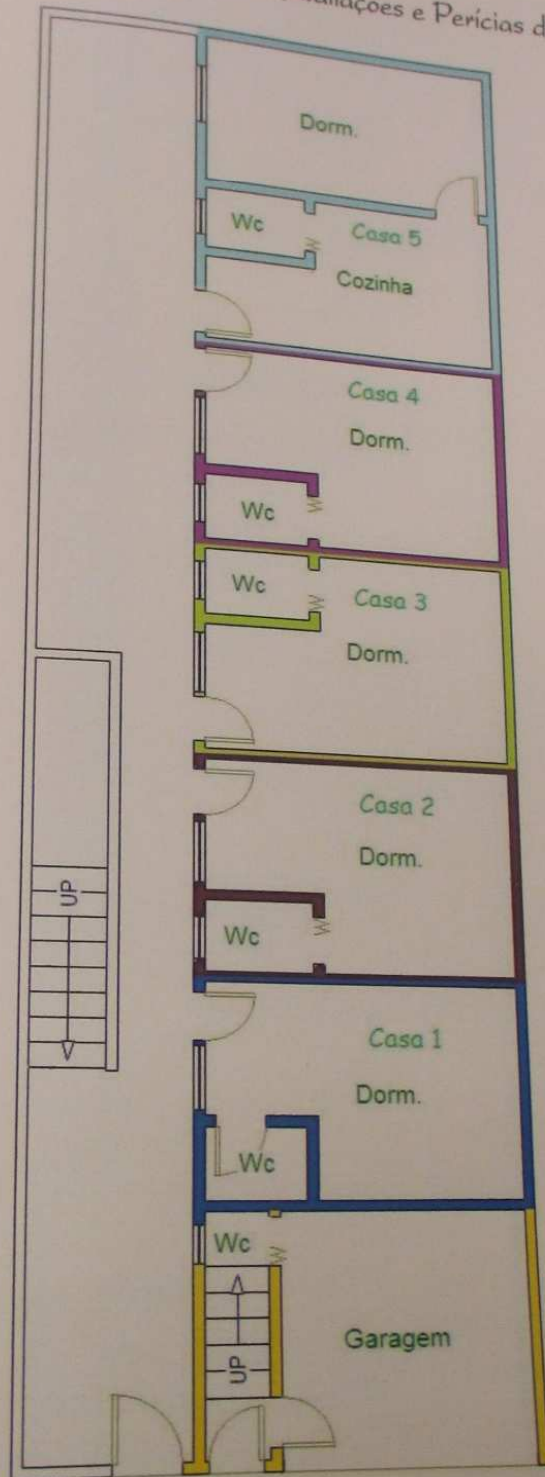 e Perícias
Dorm.
Wc
Casa 5
Cozinha
Casa 4
Dorm.
Wc
Wc
Casa 3
Dorm.
Casa 2
Dorm.
UP
Wc
Casa 1
Dorm.
Wc
Wc
Garagem
UP